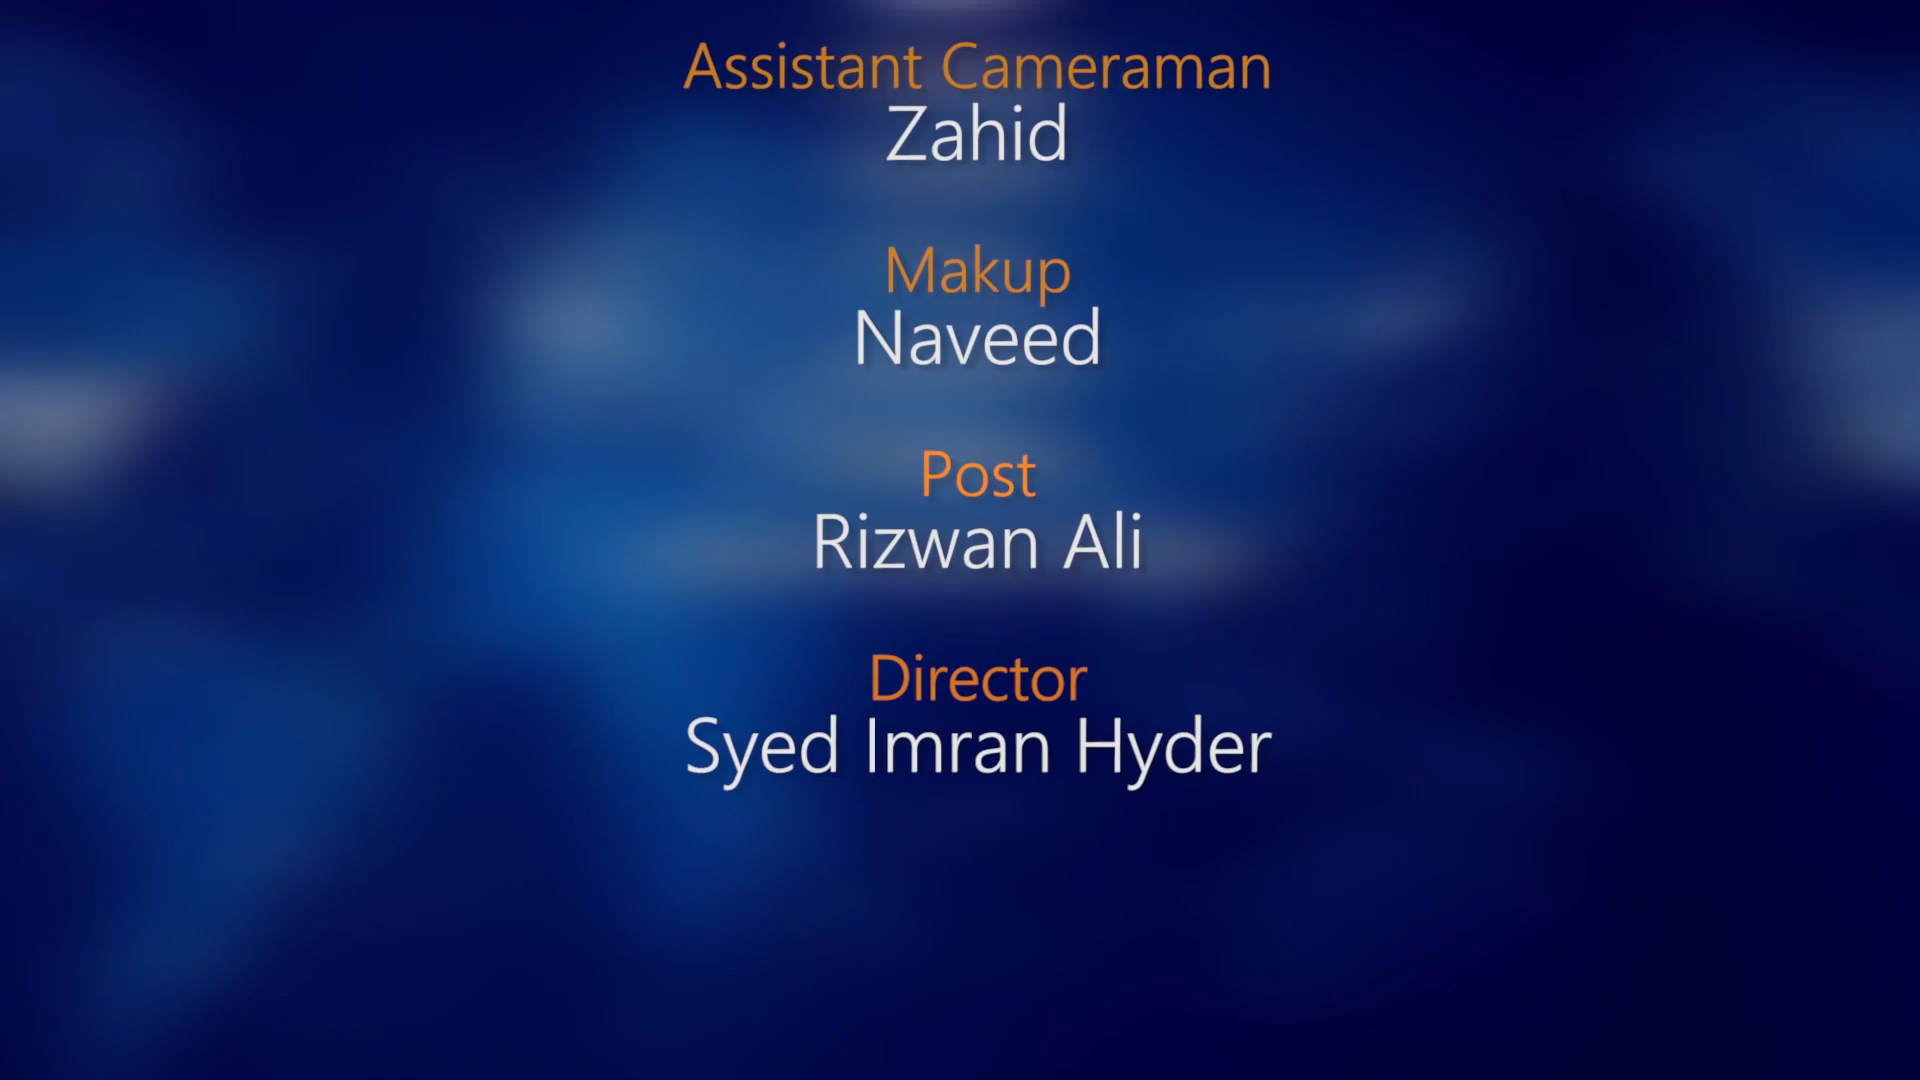 Assistant Cameraman
Zahid
Makup
Naveed
Post
Rizwan Ali
Director
Syed Imran Hyder